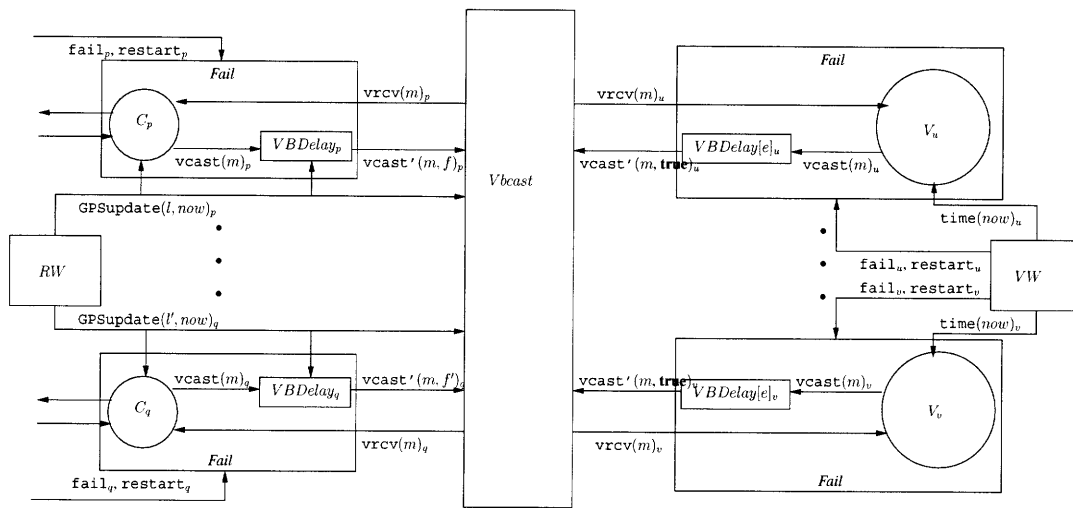 fail_p, restart_p
Fail
C_p
vcast(m)_p
VBDelay_p
vrcv(m)_p
vcast'(m, f)_p
GPSupdate(l, now)_p
RW
GPSupdate(l', now)_q
C_q
vcast(m)_q
VBDelay_q
vcast'(m, f')_q
vrcv(m)_q
Fail
fail_q, restart_q
Vbcast
Fail
vrcv(m)_u
V_u
VBDelay[e]_u
vcast'(m, true)_u
vcast(m)_u
time(now)_u
fail_u, restart_u
fail_v, restart_v
VW
time(now)_v
vcast'(m, true)_v
VBDelay[e]_v
vcast(m)_v
V_v
vrcv(m)_v
Fail